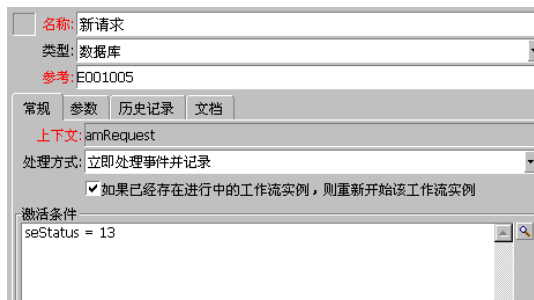 名称: 新请求
类型: 数据库
参考: E001005
常规 参数 历史记录 文档
上下文: amRequest
处理方式: 立即处理事件并记录
如果已经存在进行中的工作流实例，则重新开始该工作流实例
激活条件
seStatus = 13